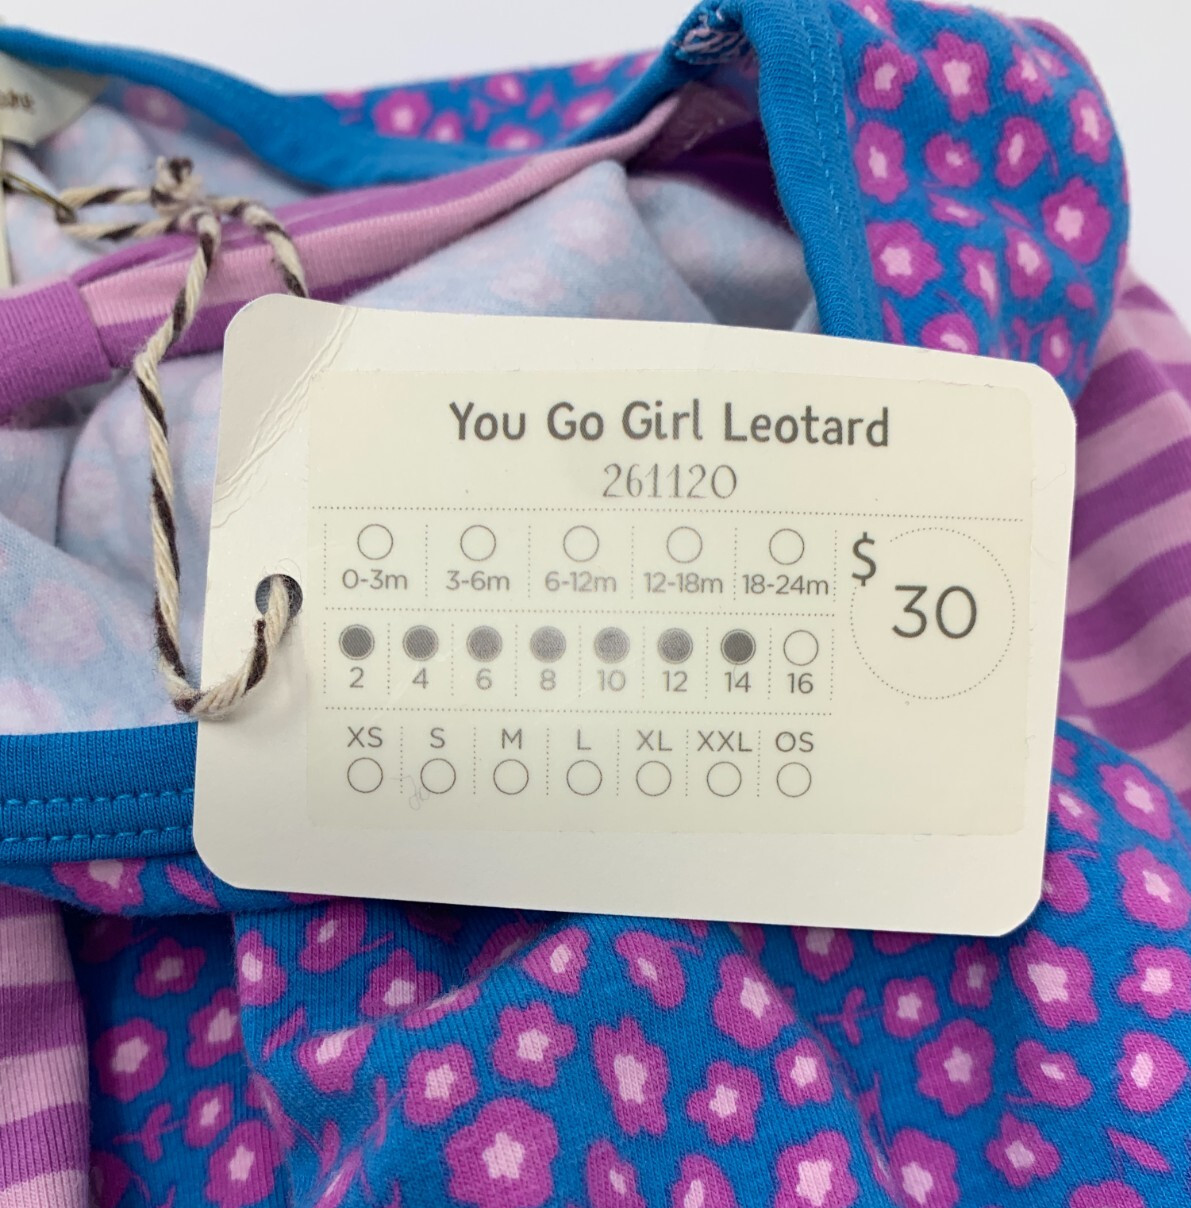 You Go Girl Leotard
261120
0-3m 3-6m 6-12m 12-18m 18-24m
$ 30
2 4 6 8 10 12 14 16
XS S M L XL XXL OS